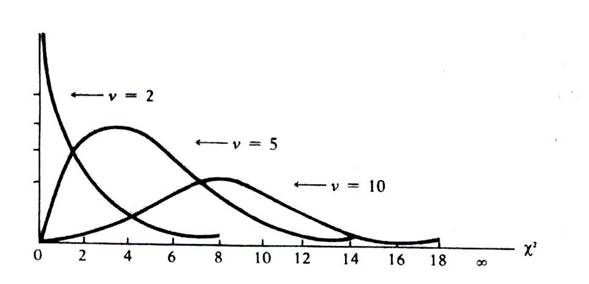 ν = 2
ν = 5
ν = 10
0 2 4 6 8 10 12 14 16 18 ∞ χ²